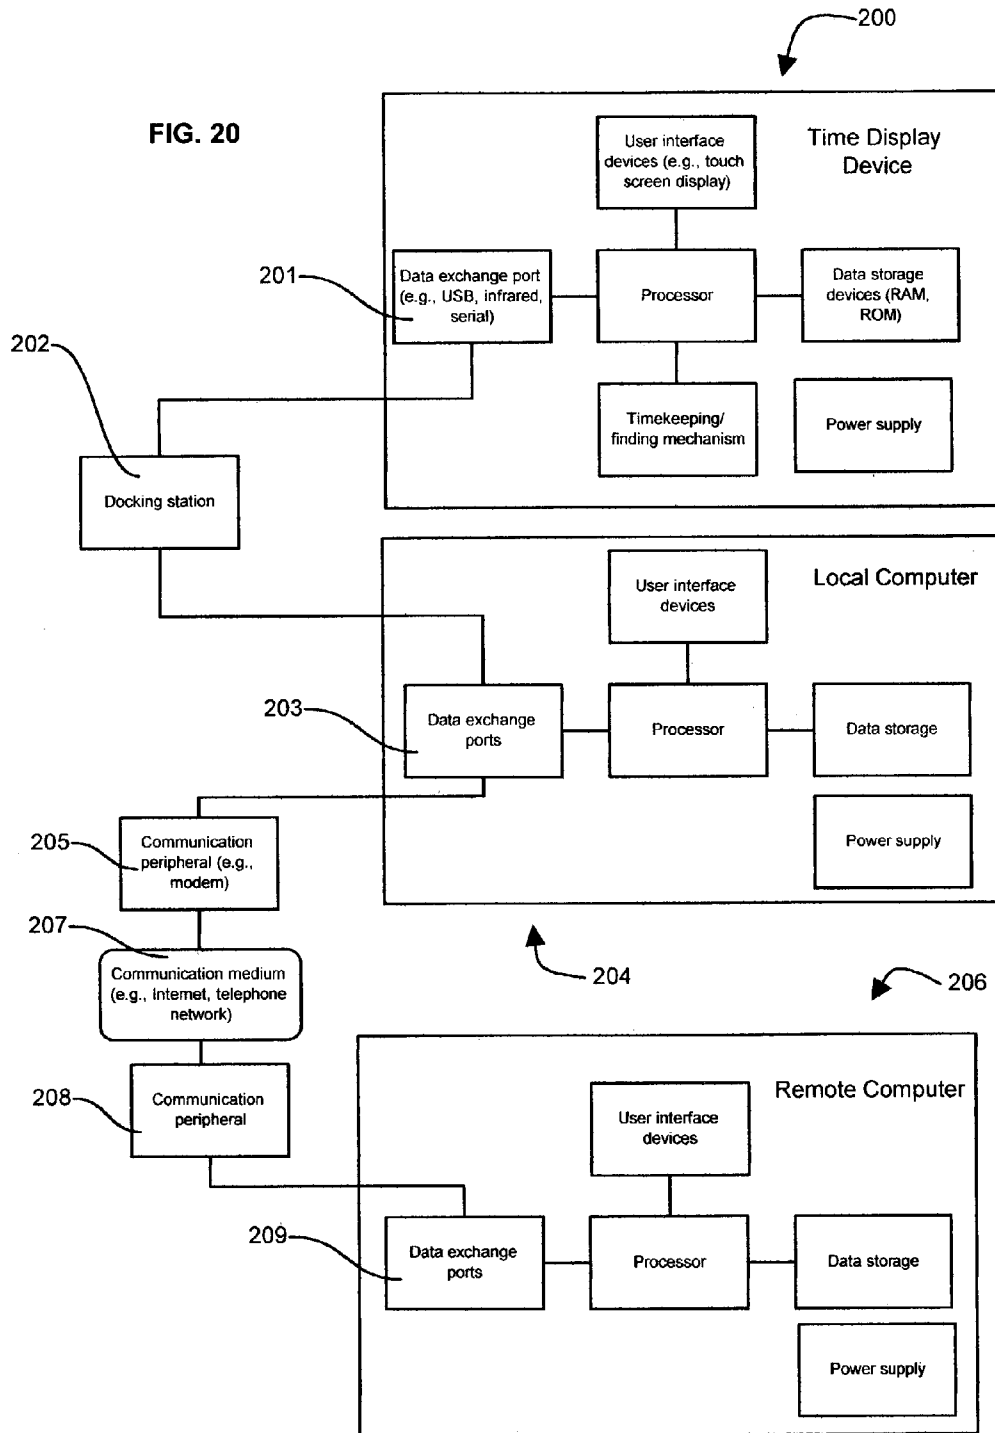 200
FIG. 20
Time Display
Device
User interface
devices (e.g., touch
screen display)
201
Data exchange port
(e.g., USB, infrared,
serial)
Processor
Data storage
devices (RAM,
ROM)
202
Timekeeping/
finding mechanism
Power supply
Docking station
Local Computer
User interface
devices
203
Data exchange
ports
Processor
Data storage
205
Communication
peripheral (e.g.,
modem)
Power supply
207
Communication medium
(e.g., Internet, telephone
network)
204
206
208
Communication
peripheral
Remote Computer
User interface
devices
209
Data exchange
ports
Processor
Data storage
Power supply